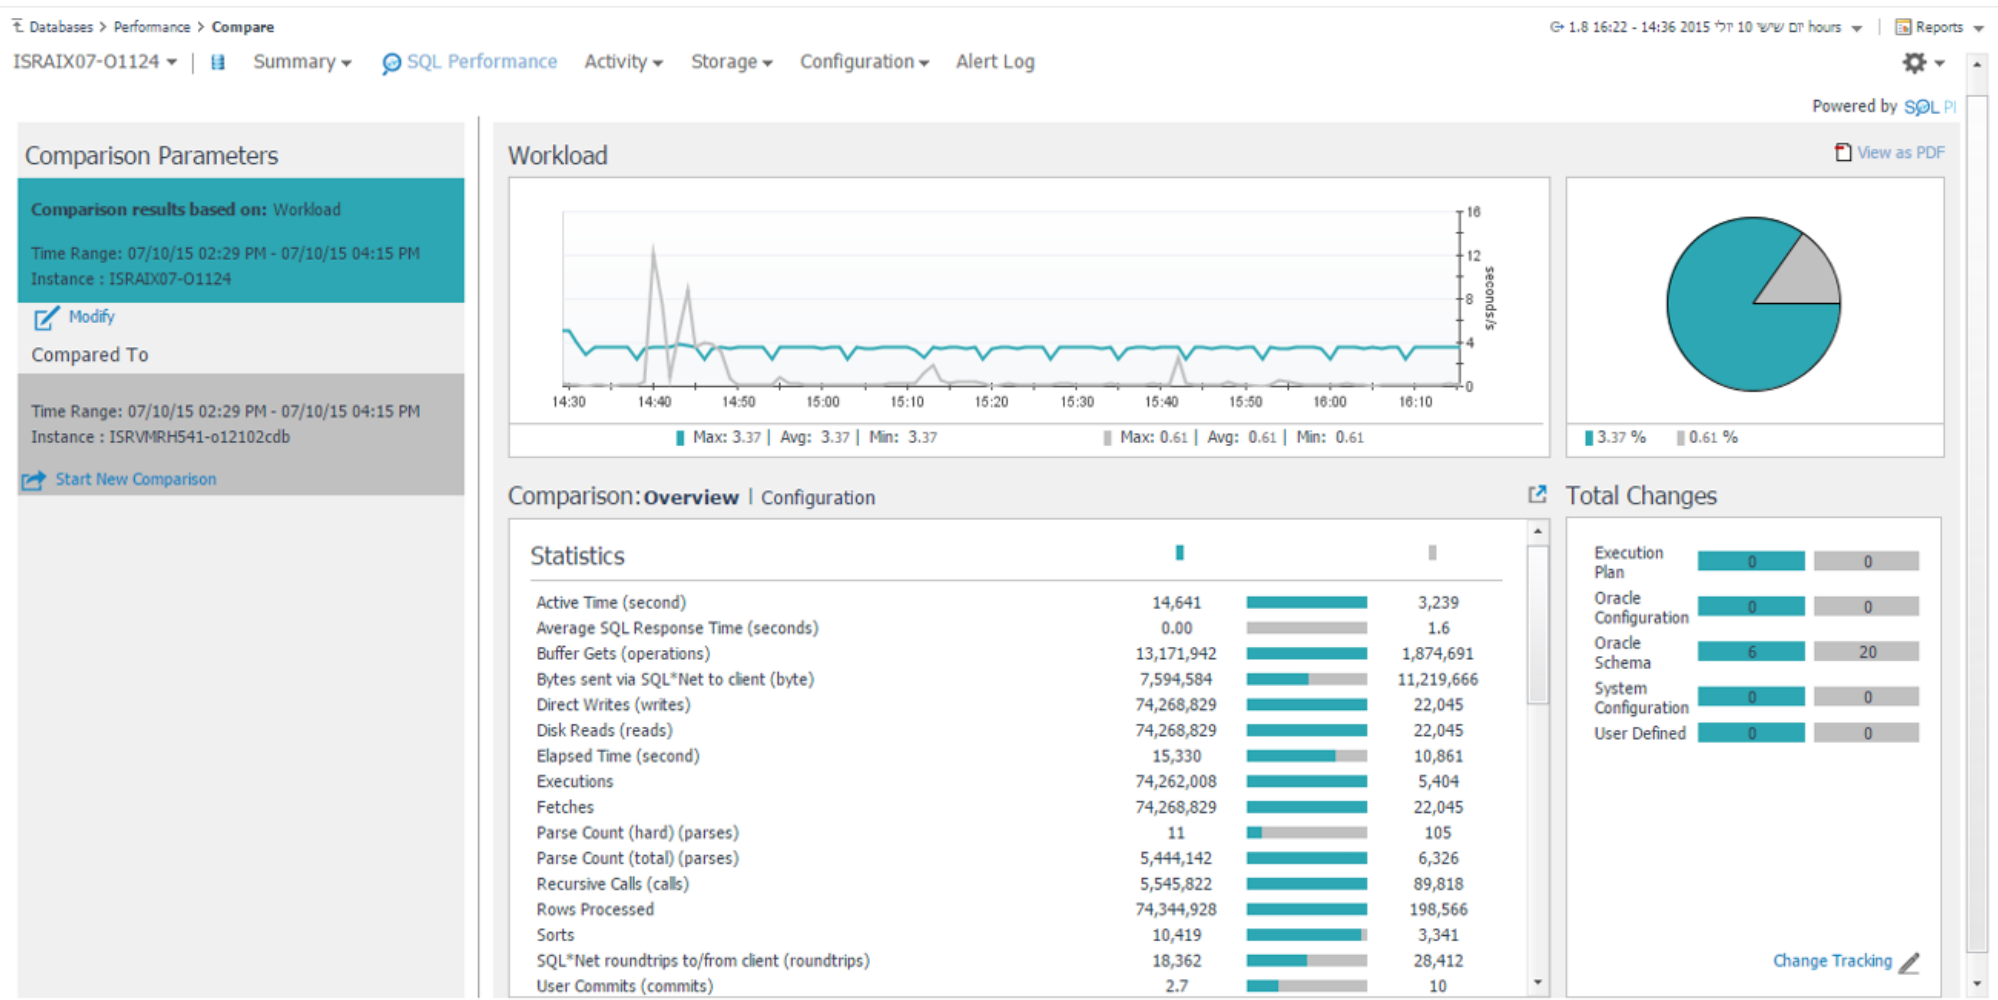 Databases > Performance > Compare
1.8 16:22 - 14:36 2015 יום שישי 10 יולי hours
Reports
ISRAIX07-O1124
Summary
SQL Performance
Activity
Storage
Configuration
Alert Log
Powered by SQL PI
Comparison Parameters
Comparison results based on: Workload
Time Range: 07/10/15 02:29 PM - 07/10/15 04:15 PM
Instance : ISRAIX07-O1124
Modify
Compared To
Time Range: 07/10/15 02:29 PM - 07/10/15 04:15 PM
Instance : ISRVMRH541-o12102cdb
Start New Comparison
Workload
View as PDF
16
12
8
4
0
seconds/s
14:30 14:40 14:50 15:00 15:10 15:20 15:30 15:40 15:50 16:00 16:10
Max: 3.37 | Avg: 3.37 | Min: 3.37
Max: 0.61 | Avg: 0.61 | Min: 0.61
3.37 %
0.61 %
Comparison: Overview | Configuration
Statistics
Active Time (second) 14,641 3,239
Average SQL Response Time (seconds) 0.00 1.6
Buffer Gets (operations) 13,171,942 1,874,691
Bytes sent via SQL*Net to client (byte) 7,594,584 11,219,666
Direct Writes (writes) 74,268,829 22,045
Disk Reads (reads) 74,268,829 22,045
Elapsed Time (second) 15,330 10,861
Executions 74,262,008 5,404
Fetches 74,268,829 22,045
Parse Count (hard) (parses) 11 105
Parse Count (total) (parses) 5,444,142 6,326
Recursive Calls (calls) 5,545,822 89,818
Rows Processed 74,344,928 198,566
Sorts 10,419 3,341
SQL*Net roundtrips to/from client (roundtrips) 18,362 28,412
User Commits (commits) 2.7 10
Total Changes
Execution
Plan 0 0
Oracle
Configuration 0 0
Oracle
Schema 6 20
System
Configuration 0 0
User Defined 0 0
Change Tracking